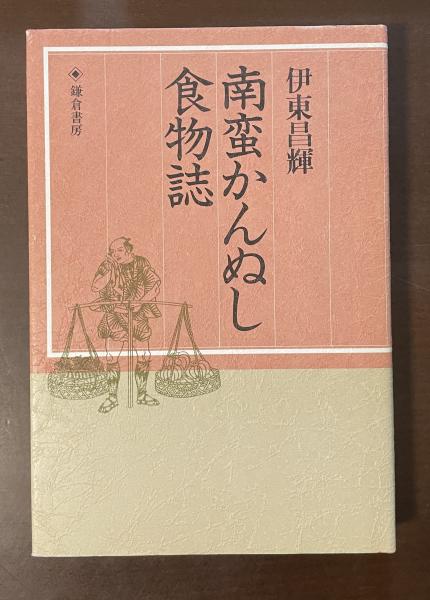 伊東昌輝
南蛮かんぬし
食物誌
◆鎌倉書房